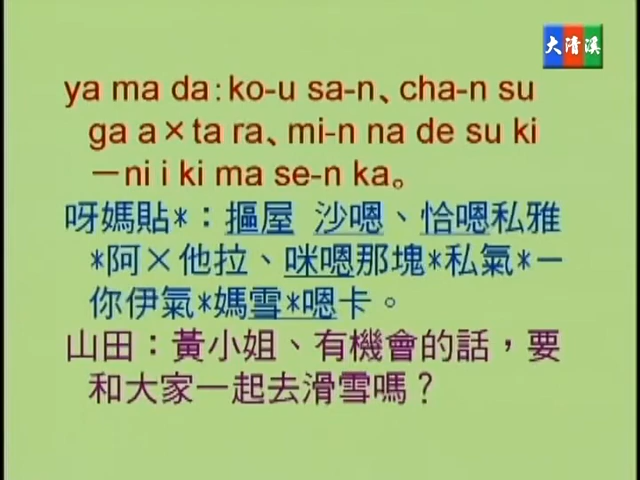 大清溪
ya ma da:ko-u sa-n、cha-n su
ga a×ta ra、mi-n na de su ki
ーni i ki ma se-n ka。
呀媽貼*：摳屋 沙嗯、恰嗯私雅
*阿×他拉、咪嗯那塊*私氣*ー
你伊氣*媽雪*嗯卡。
山田：黃小姐、有機會的話，要
和大家一起去滑雪嗎？